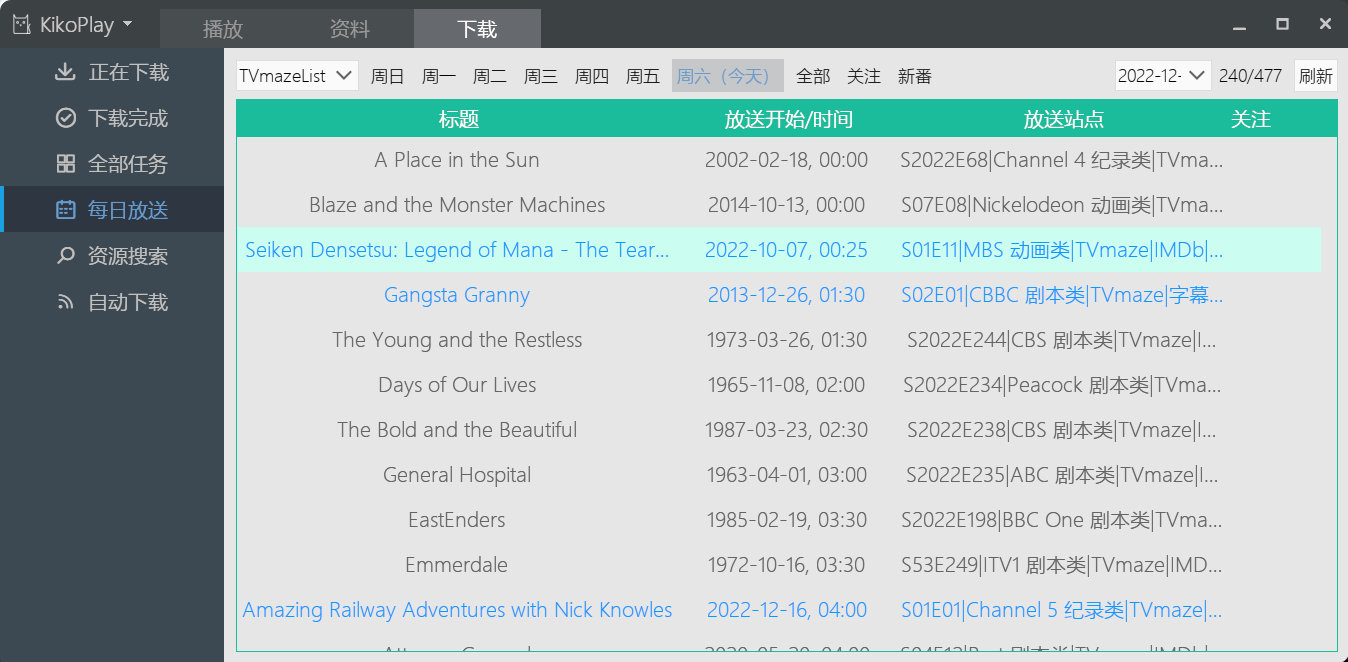 KikoPlay
播放 资料 下载
正在下载
下载完成
全部任务
每日放送
资源搜索
自动下载
TVmazeList 周日 周一 周二 周三 周四 周五 周六（今天） 全部 关注 新番 2022-12- 240/477 刷新
标题 放送开始/时间 放送站点 关注
A Place in the Sun 2002-02-18, 00:00 S2022E68|Channel 4 纪录类|TVma...
Blaze and the Monster Machines 2014-10-13, 00:00 S07E08|Nickelodeon 动画类|TVma...
Seiken Densetsu: Legend of Mana - The Tear... 2022-10-07, 00:25 S01E11|MBS 动画类|TVmaze|IMDb|...
Gangsta Granny 2013-12-26, 01:30 S02E01|CBBC 剧本类|TVmaze|字幕...
The Young and the Restless 1973-03-26, 01:30 S2022E244|CBS 剧本类|TVmaze|I...
Days of Our Lives 1965-11-08, 02:00 S2022E234|Peacock 剧本类|TVma...
The Bold and the Beautiful 1987-03-23, 02:30 S2022E238|CBS 剧本类|TVmaze|I...
General Hospital 1963-04-01, 03:00 S2022E235|ABC 剧本类|TVmaze|I...
EastEnders 1985-02-19, 03:30 S2022E198|BBC One 剧本类|TVma...
Emmerdale 1972-10-16, 03:30 S53E249|ITV1 剧本类|TVmaze|IMD...
Amazing Railway Adventures with Nick Knowles 2022-12-16, 04:00 S01E01|Channel 5 纪录类|TVmaze|...